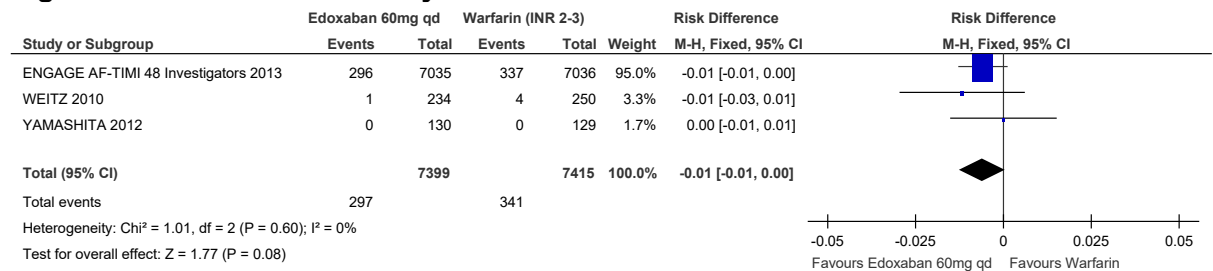 Edoxaban 60mg qd Warfarin (INR 2-3) Risk Difference Risk Difference
Study or Subgroup Events Total Events Total Weight M-H, Fixed, 95% CI M-H, Fixed, 95% CI
ENGAGE AF-TIMI 48 Investigators 2013 296 7035 337 7036 95.0% -0.01 [-0.01, 0.00]
WEITZ 2010 1 234 4 250 3.3% -0.01 [-0.03, 0.01]
YAMASHITA 2012 0 130 0 129 1.7% 0.00 [-0.01, 0.01]
Total (95% CI) 7399 7415 100.0% -0.01 [-0.01, 0.00]
Total events 297 341
Heterogeneity: Chi² = 1.01, df = 2 (P = 0.60); I² = 0%
Test for overall effect: Z = 1.77 (P = 0.08)
-0.05 -0.025 0 0.025 0.05
Favours Edoxaban 60mg qd Favours Warfarin